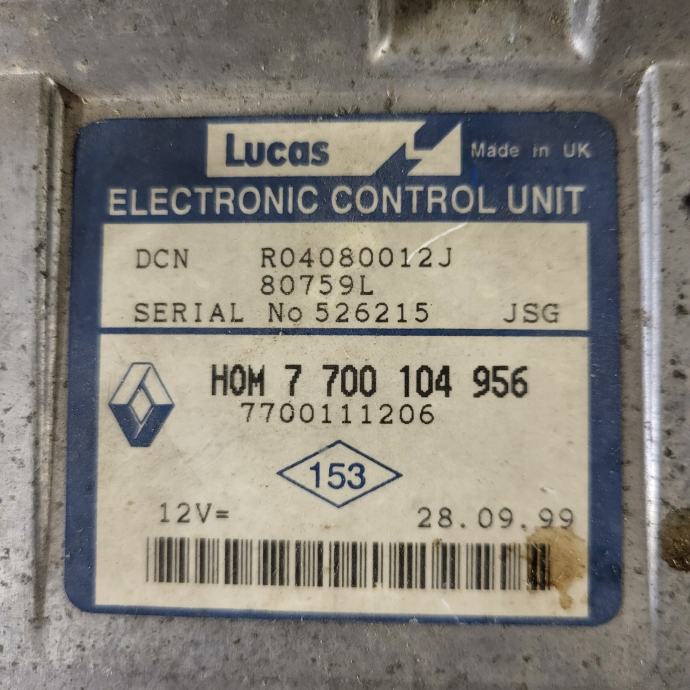 Lucas Made in UK
ELECTRONIC CONTROL UNIT
DCN R04080012J
80759L
SERIAL No 526215 JSG
HOM 7 700 104 956
7700111206
153
12V= 28.09.99